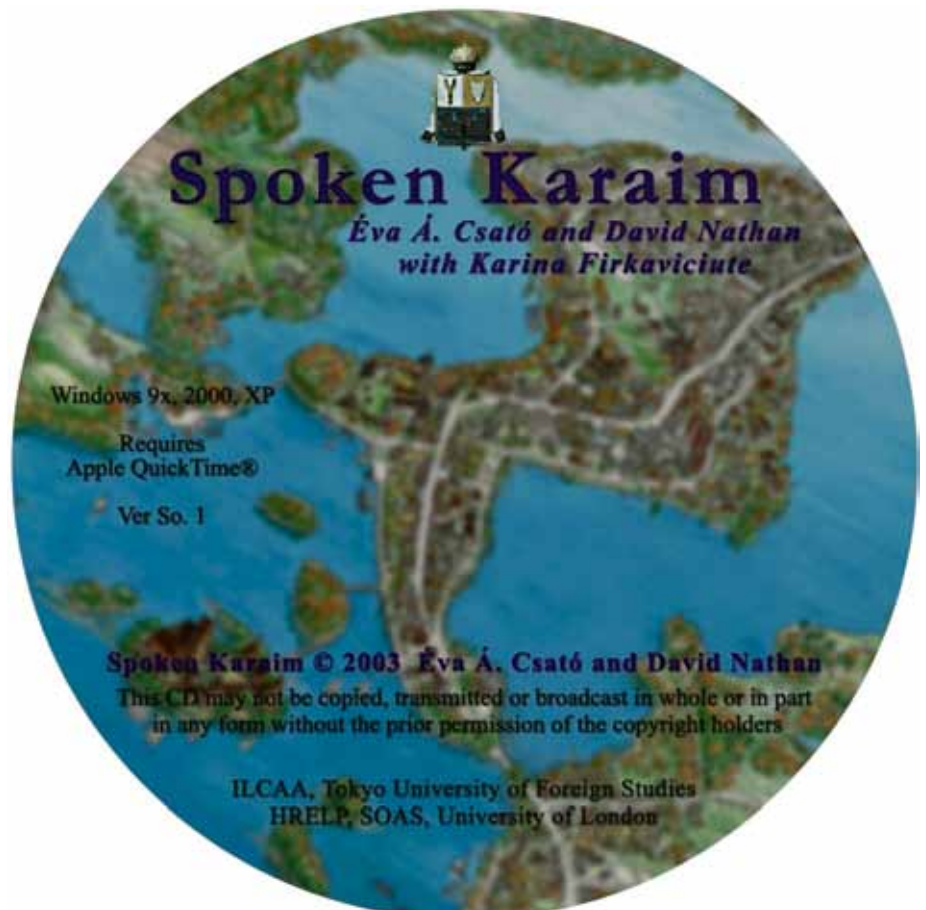 Spoken Karaim
Éva Á. Csató and David Nathan
with Karina Firkaviciute
Windows 9x, 2000, XP
Requires
Apple QuickTime®
Ver So. 1
Spoken Karaim © 2003 Éva Á. Csató and David Nathan
This CD may not be copied, transmitted or broadcast in whole or in part
in any form without the prior permission of the copyright holders
ILCAA, Tokyo University of Foreign Studies
HRELP, SOAS, University of London